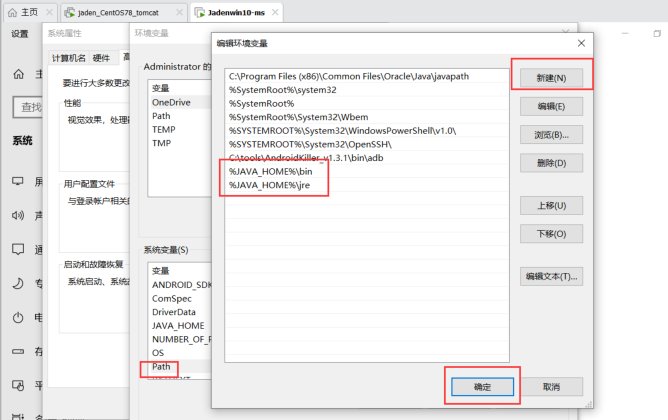 主页
jaden_CentOS78_tomcat
Jadenwin10-ms
设置
系统属性
环境变量
编辑环境变量
计算机名
硬件
Administrator 的
要进行大多数更改
变量
OneDrive
Path
TEMP
TMP
性能
视觉效果，处理
查找
系统
用户配置文件
与登录帐户相关的
启动和故障恢复
系统启动、系统
系统变量(S)
变量
ANDROID_SDK
ComSpec
DriverData
JAVA_HOME
NUMBER_OF_P
OS
Path
C:\Program Files (x86)\Common Files\Oracle\Java\javapath
%SystemRoot%\system32
%SystemRoot%
%SystemRoot%\System32\Wbem
%SYSTEMROOT%\System32\WindowsPowerShell\v1.0\
%SYSTEMROOT%\System32\OpenSSH\
C:\tools\AndroidKiller_v1.3.1\bin\adb
%JAVA_HOME%\bin
%JAVA_HOME%\jre
新建(N)
编辑(E)
浏览(B)...
删除(D)
上移(U)
下移(O)
编辑文本(T)...
确定
取消